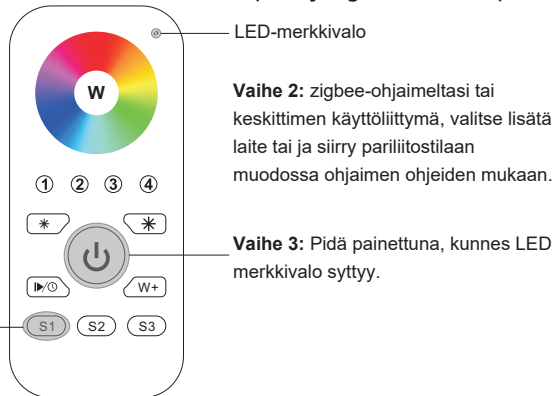 LED-merkkivalo
W
Vaihe 2: zigbee-ohjaimeltasi tai
keskittimen käyttöliittymä, valitse lisätä
laite tai ja siirry pariliitostilaan
muodossa ohjaimen ohjeiden mukaan.
1 2 3 4
Vaihe 3: Pidä painettuna, kunnes LED
merkkivalo syttyy.
W+
S1 S2 S3